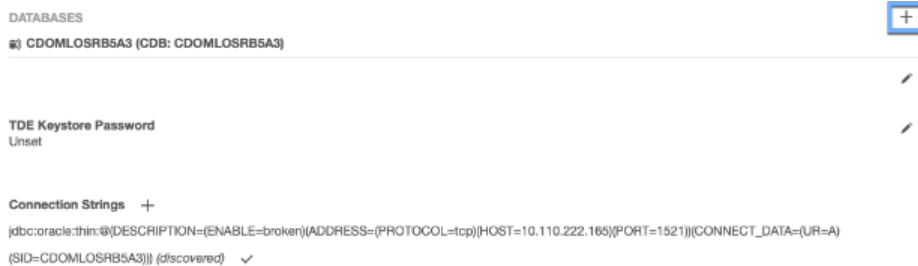 DATABASES
CDOMLOSRB5A3 (CDB: CDOMLOSRB5A3)
TDE Keystore Password
Unset
Connection Strings +
jdbc:oracle:thin:@(DESCRIPTION=(ENABLE=broken)(ADDRESS=(PROTOCOL=tcp)(HOST=10.110.222.165)(PORT=1521))(CONNECT_DATA=(UR=A)
(SID=CDOMLOSRB5A3))) (discovered)